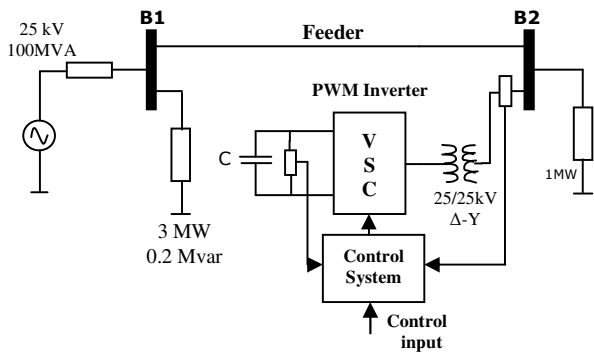 B1
B2
25 kV
100MVA
Feeder
PWM Inverter
C
V
S
C
1MW
25/25kV
Δ-Y
3 MW
0.2 Mvar
Control
System
Control
input